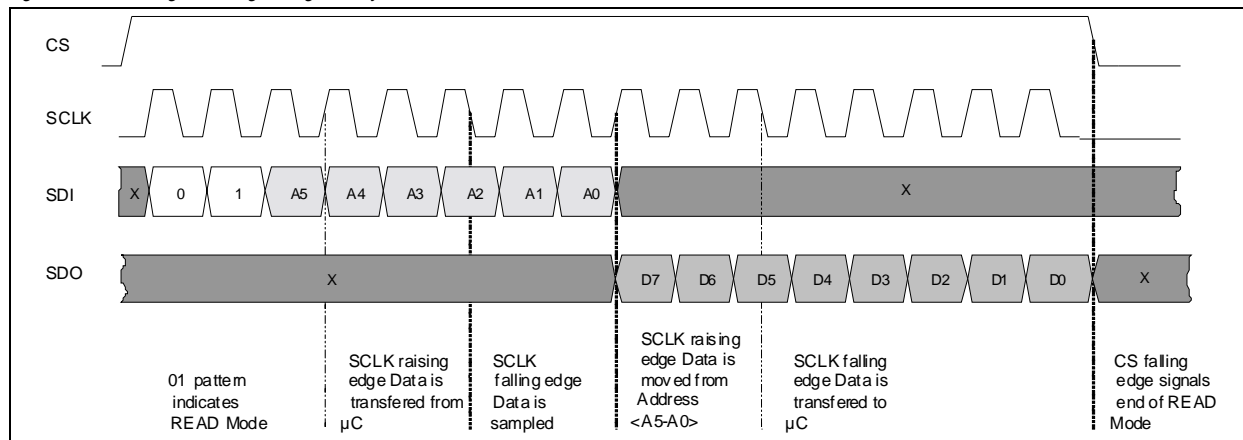 CS
SCLK
SDI
X 0 1 A5 A4 A3 A2 A1 A0 X
SDO
X D7 D6 D5 D4 D3 D2 D1 D0 X
01 pattern
indicates
READ Mode
SCLK raising
edge Data is
transfered from
µC
SCLK
falling edge
Data is
sampled
SCLK raising
edge Data is
moved from
Address
<A5-A0>
SCLK falling
edge Data is
transfered to
µC
CS falling
edge signals
end of READ
Mode